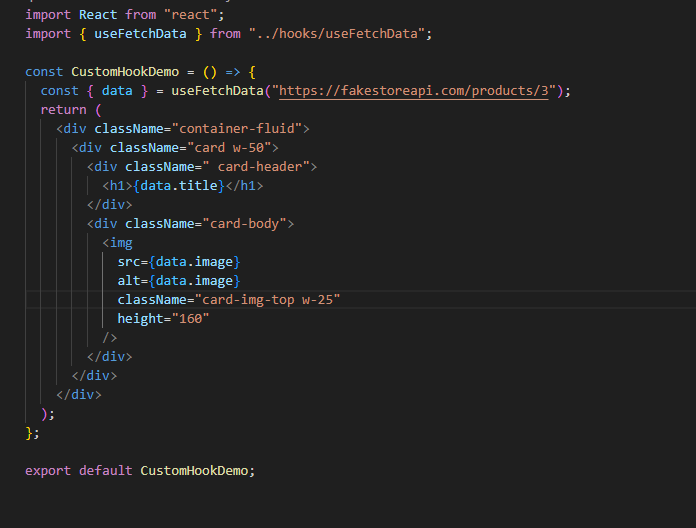 import React from "react";
import { useFetchData } from "../hooks/useFetchData";
const CustomHookDemo = () => {
const { data } = useFetchData("https://fakestoreapi.com/products/3");
return (
<div className="container-fluid">
<div className="card w-50">
<div className=" card-header">
<h1>{data.title}</h1>
</div>
<div className="card-body">
<img
src={data.image}
alt={data.image}
className="card-img-top w-25"
height="160"
/>
</div>
</div>
</div>
);
};
export default CustomHookDemo;